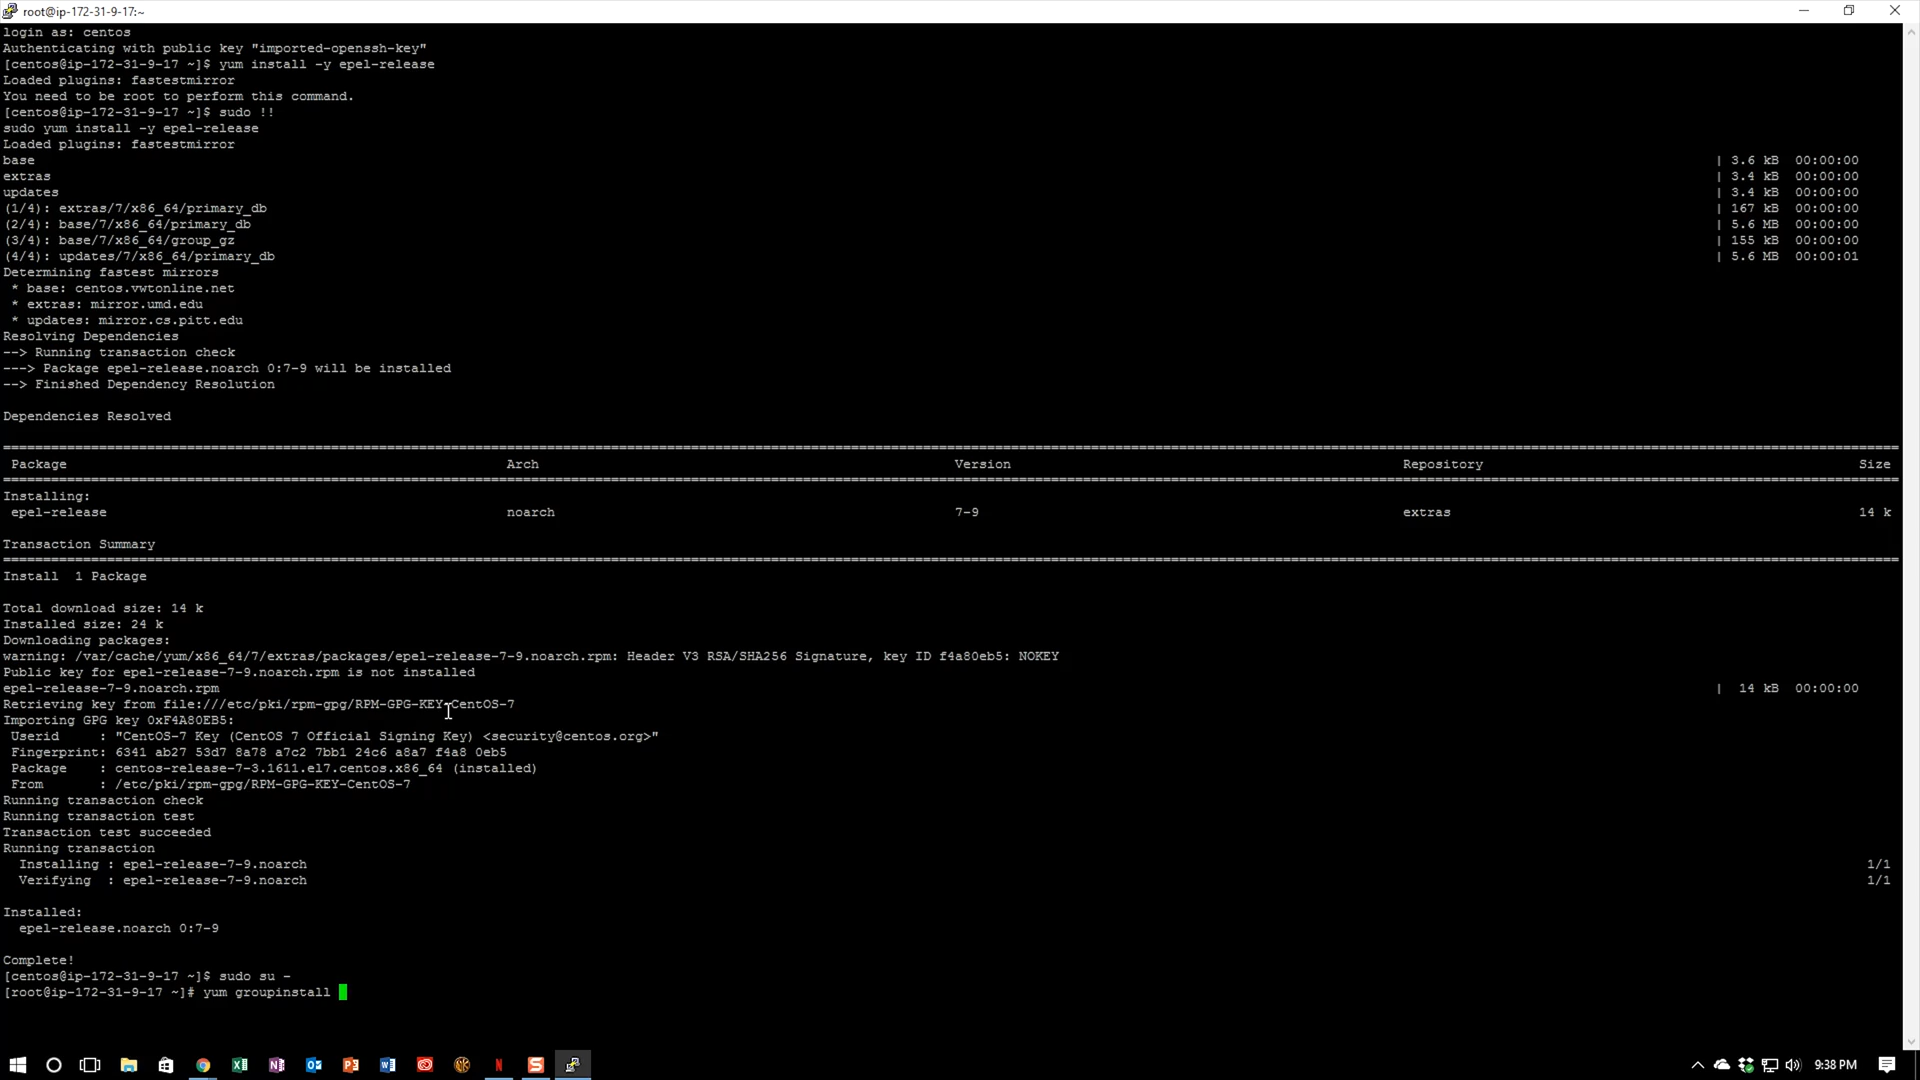 root@ip-172-31-9-17:~
login as: centos
Authenticating with public key "imported-openssh-key"
[centos@ip-172-31-9-17 ~]$ yum install -y epel-release
Loaded plugins: fastestmirror
You need to be root to perform this command.
[centos@ip-172-31-9-17 ~]$ sudo !!
sudo yum install -y epel-release
Loaded plugins: fastestmirror
base | 3.6 kB 00:00:00
extras | 3.4 kB 00:00:00
updates | 3.4 kB 00:00:00
(1/4): extras/7/x86_64/primary_db | 167 kB 00:00:00
(2/4): base/7/x86_64/primary_db | 5.6 MB 00:00:00
(3/4): base/7/x86_64/group_gz | 155 kB 00:00:00
(4/4): updates/7/x86_64/primary_db | 5.6 MB 00:00:01
Determining fastest mirrors
* base: centos.vwtonline.net
* extras: mirror.umd.edu
* updates: mirror.cs.pitt.edu
Resolving Dependencies
--> Running transaction check
---> Package epel-release.noarch 0:7-9 will be installed
--> Finished Dependency Resolution
Dependencies Resolved
Package Arch Version Repository Size
Installing:
epel-release noarch 7-9 extras 14 k
Transaction Summary
Install 1 Package
Total download size: 14 k
Installed size: 24 k
Downloading packages:
warning: /var/cache/yum/x86_64/7/extras/packages/epel-release-7-9.noarch.rpm: Header V3 RSA/SHA256 Signature, key ID f4a80eb5: NOKEY
Public key for epel-release-7-9.noarch.rpm is not installed
epel-release-7-9.noarch.rpm | 14 kB 00:00:00
Retrieving key from file:///etc/pki/rpm-gpg/RPM-GPG-KEY-CentOS-7
Importing GPG key 0xF4A80EB5:
Userid : "CentOS-7 Key (CentOS 7 Official Signing Key) <security@centos.org>"
Fingerprint: 6341 ab27 53d7 8a78 a7c2 7bb1 24c6 a8a7 f4a8 0eb5
Package : centos-release-7-3.1611.el7.centos.x86_64 (installed)
From : /etc/pki/rpm-gpg/RPM-GPG-KEY-CentOS-7
Running transaction check
Running transaction test
Transaction test succeeded
Running transaction
Installing : epel-release-7-9.noarch 1/1
Verifying : epel-release-7-9.noarch 1/1
Installed:
epel-release.noarch 0:7-9
Complete!
[centos@ip-172-31-9-17 ~]$ sudo su -
[root@ip-172-31-9-17 ~]# yum groupinstall
9:38 PM